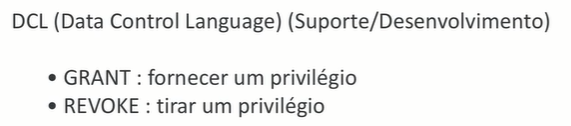 DCL (Data Control Language) (Suporte/Desenvolvimento)
• GRANT : fornecer um privilégio
• REVOKE : tirar um privilégio